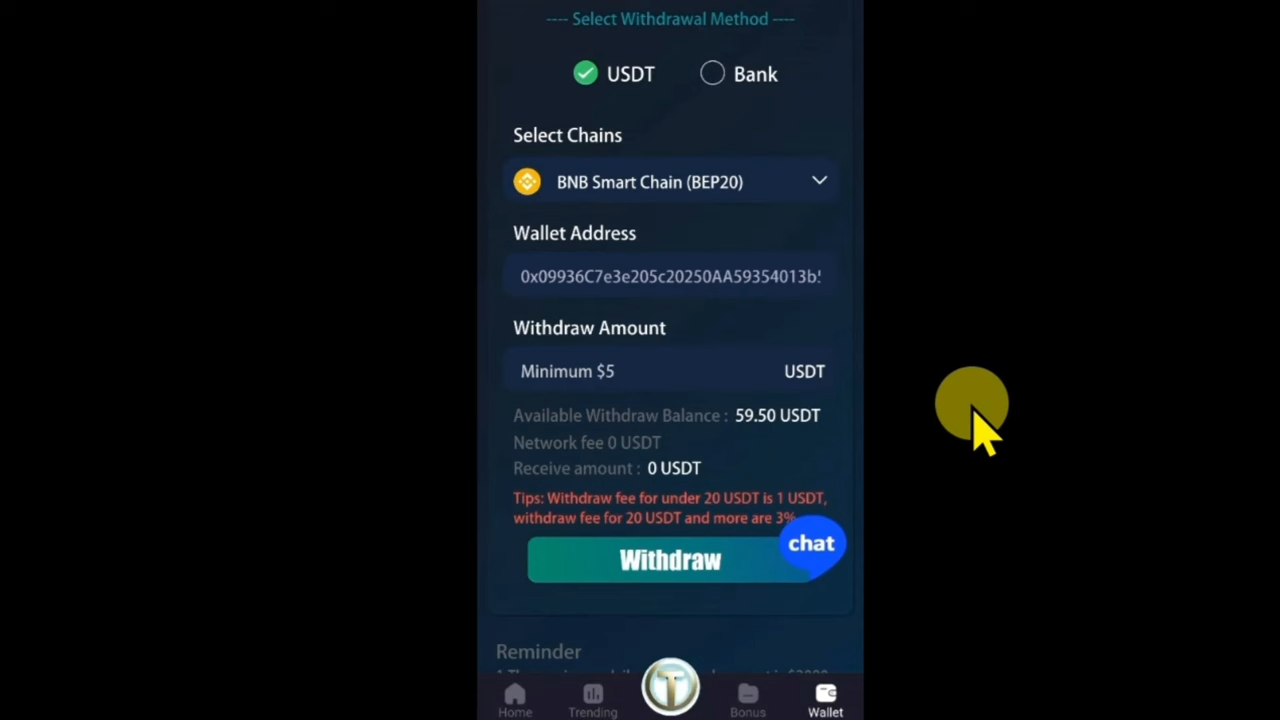 ---- Select Withdrawal Method ----
USDT Bank
Select Chains
BNB Smart Chain (BEP20)
Wallet Address
0x09936C7e3e205c20250AA59354013b
Withdraw Amount
Minimum $5 USDT
Available Withdraw Balance : 59.50 USDT
Network fee 0 USDT
Receive amount : 0 USDT
Tips: Withdraw fee for under 20 USDT is 1 USDT,
withdraw fee for 20 USDT and more are 3%
chat
Withdraw
Reminder
Home Trending Bonus Wallet